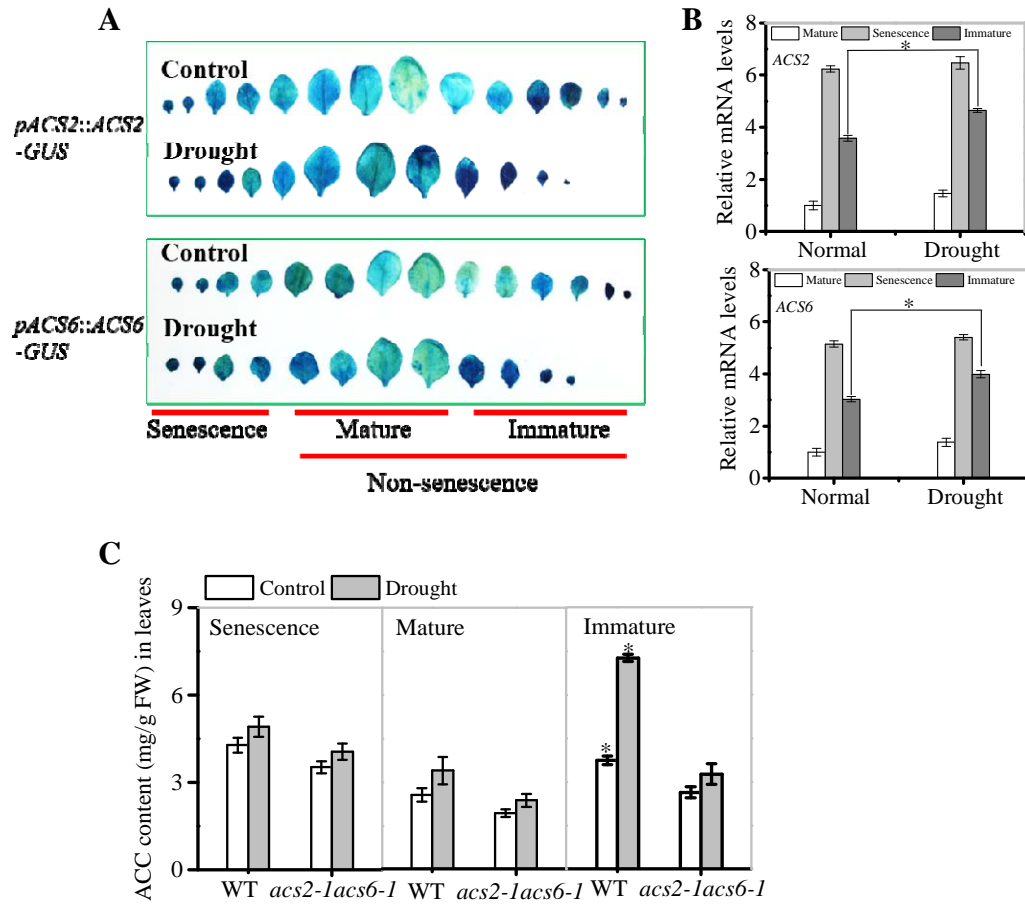 A
Control
pACS2::ACS2
-GUS
Drought
Control
pACS6::ACS6
-GUS
Drought
Senescence Mature Immature
Non-senescence
B
Relative mRNA levels
8
6
4
2
0
Mature Senescence Immature
ACS2
*
Normal Drought
Relative mRNA levels
8
6
4
2
0
Mature Senescence Immature
ACS6
*
Normal Drought
C
Control Drought
ACC content (mg/g FW) in leaves
9
6
3
0
Senescence Mature Immature
*
*
WT acs2-1acs6-1 WT acs2-1acs6-1 WT acs2-1acs6-1